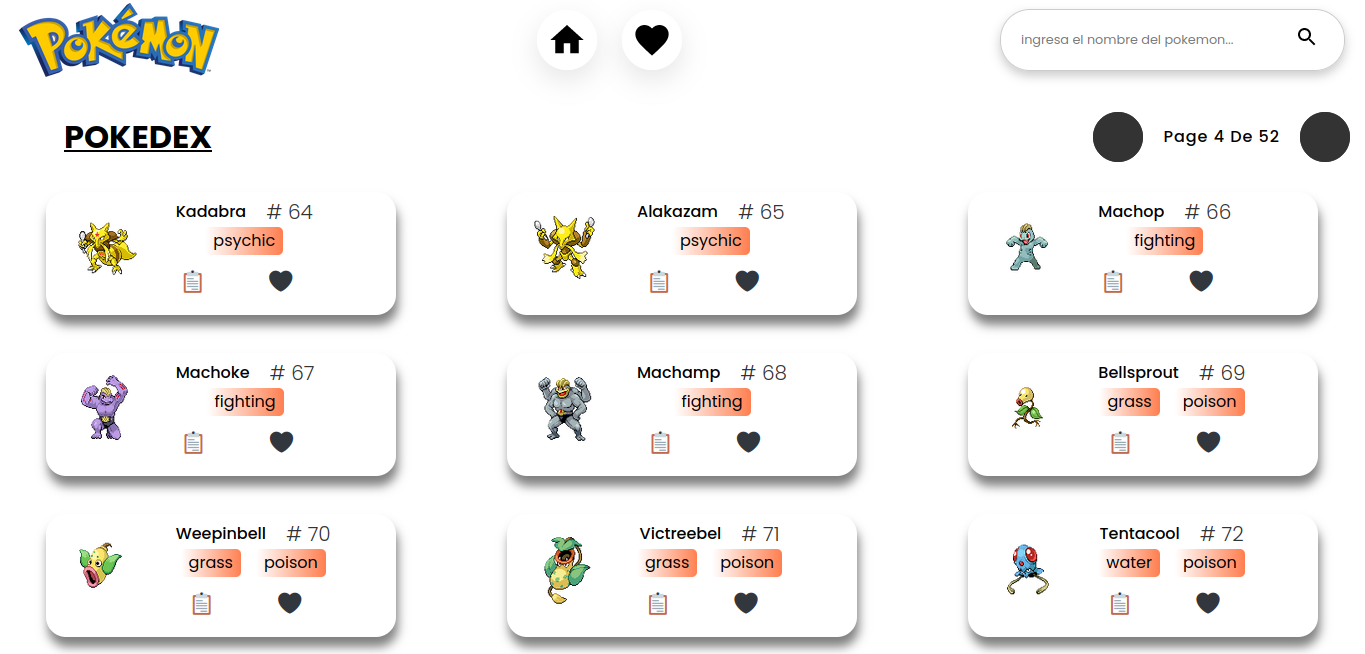 POKÉMON
ingresa el nombre del pokemon...
POKEDEX
Page 4 De 52
Kadabra # 64
psychic
Alakazam # 65
psychic
Machop # 66
fighting
Machoke # 67
fighting
Machamp # 68
fighting
Bellsprout # 69
grass poison
Weepinbell # 70
grass poison
Victreebel # 71
grass poison
Tentacool # 72
water poison